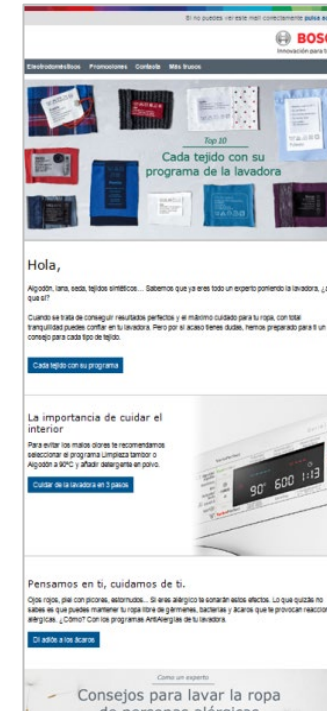 Si no puedes ver este mail correctamente pulsa a
BOSC
Innovación para t
Electrodomésticos Promociones Contacta Más trucos
Top 10
Cada tejido con su
programa de la lavadora
Hola,
Algodón, lana, seda, tejidos sintéticos... Sabemos que ya eres todo un experto poniendo la lavadora, ¿a
que sí?
Cuando se trata de conseguir resultados perfectos y el máximo cuidado para tu ropa, con total
tranquilidad puedes confiar en tu lavadora. Pero por si acaso tienes dudas, hemos preparado para ti un
consejo para cada tipo de tejido.
Cada tejido con su programa
La importancia de cuidar el
interior
Para evitar los malos olores te recomendamos
seleccionar el programa Limpieza tambor o
Algodón a 90ºC y añadir detergente en polvo.
Cuidar de la lavadora en 3 pasos
90° 600 1:13
Pensamos en ti, cuidamos de ti.
Ojos rojos, piel con picores, estornudos... Si eres alérgico te sonarán estos efectos. Lo que quizás no
sabes es que puedes mantener tu ropa libre de gérmenes, bacterias y ácaros que te provocan reaccion
alérgicas. ¿Cómo? Con los programas AntiAlergias de tu lavadora.
Di adiós a los ácaros
Como un experto
Consejos para lavar la ropa
de personas alérgicas